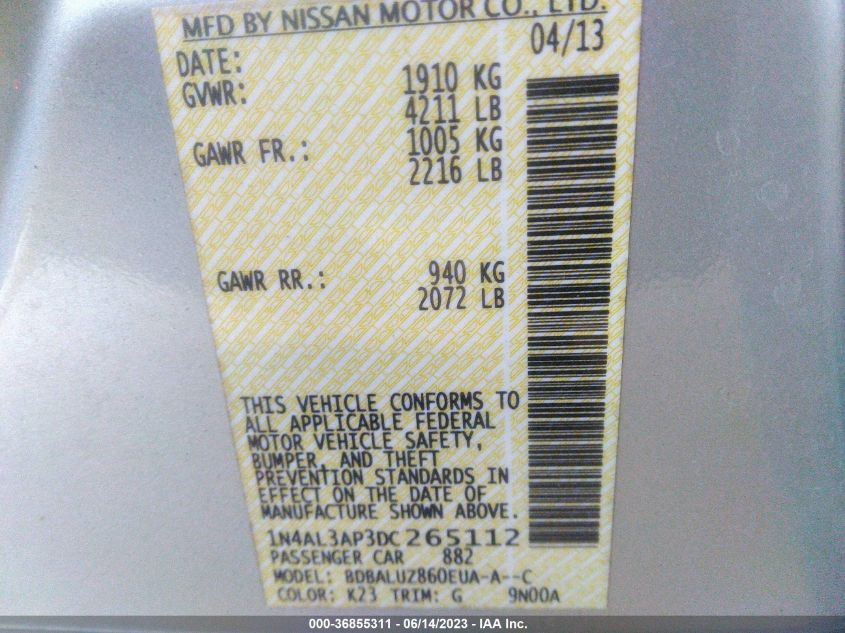 MFD BY NISSAN MOTOR CO., LTD.
DATE: 04/13
GVWR: 1910 KG
4211 LB
GAWR FR.: 1005 KG
2216 LB
GAWR RR.: 940 KG
2072 LB
THIS VEHICLE CONFORMS TO
ALL APPLICABLE FEDERAL
MOTOR VEHICLE SAFETY,
BUMPER, AND THEFT
PREVENTION STANDARDS IN
EFFECT ON THE DATE OF
MANUFACTURE SHOWN ABOVE.
1N4AL3AP3DC265112
PASSENGER CAR 882
MODEL: BDBALUZ860EUA-A--C
COLOR: K23 TRIM: G 9N00A
000-36855311 - 06/14/2023 - IAA Inc.